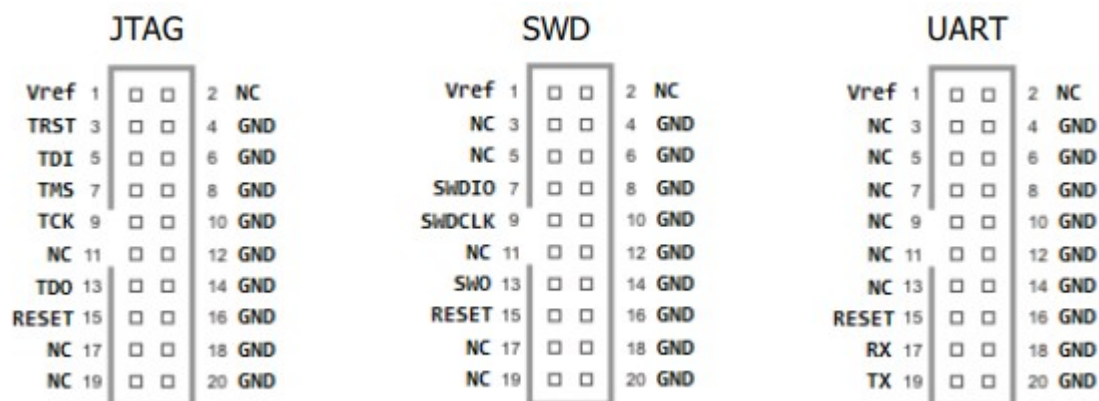 JTAG SWD UART
Vref 1 2 NC Vref 1 2 NC Vref 1 2 NC
TRST 3 4 GND NC 3 4 GND NC 3 4 GND
TDI 5 6 GND NC 5 6 GND NC 5 6 GND
TMS 7 8 GND SWDIO 7 8 GND NC 7 8 GND
TCK 9 10 GND SWDCLK 9 10 GND NC 9 10 GND
NC 11 12 GND NC 11 12 GND NC 11 12 GND
TDO 13 14 GND SWO 13 14 GND NC 13 14 GND
RESET 15 16 GND RESET 15 16 GND RESET 15 16 GND
NC 17 18 GND NC 17 18 GND RX 17 18 GND
NC 19 20 GND NC 19 20 GND TX 19 20 GND